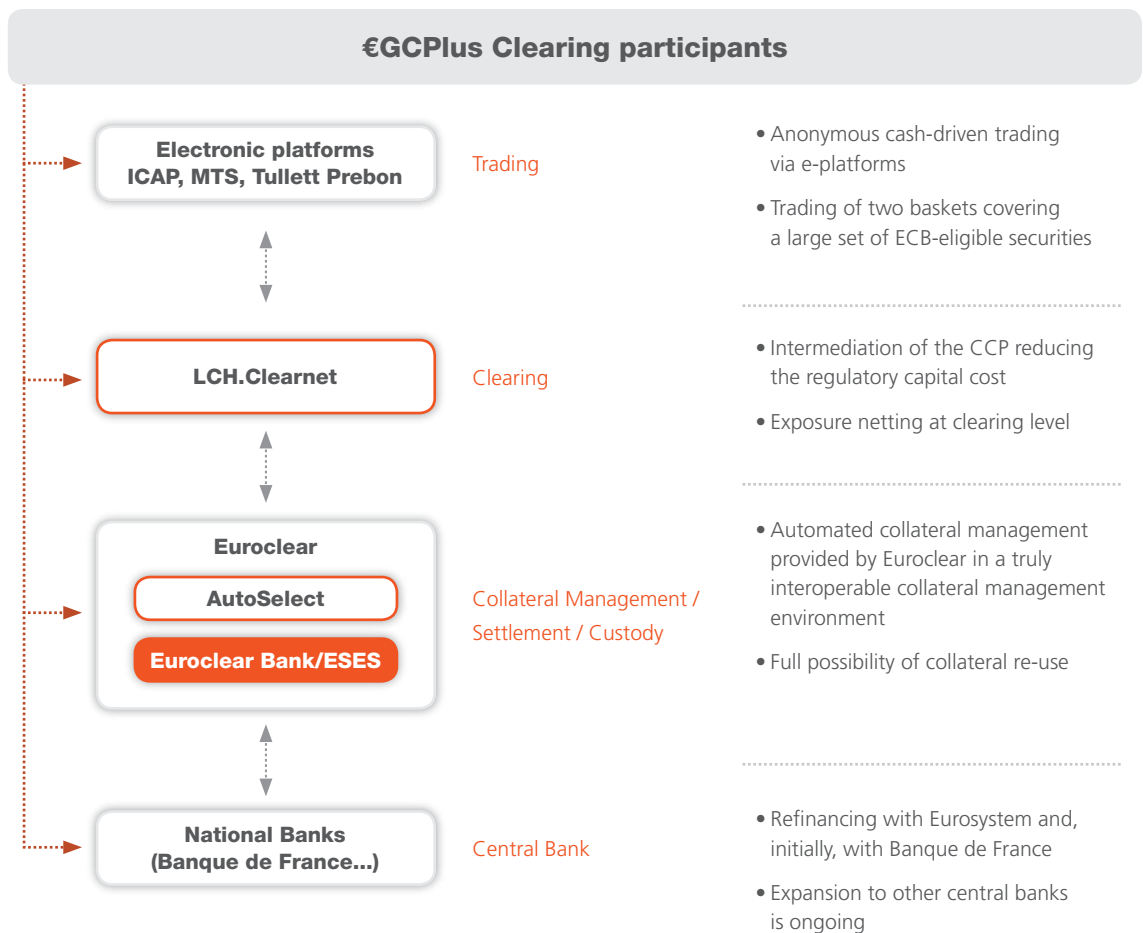 €GCPlus Clearing participants
Electronic platforms
ICAP, MTS, Tullett Prebon
Trading
• Anonymous cash-driven trading
via e-platforms
• Trading of two baskets covering
a large set of ECB-eligible securities
LCH.Clearnet
Clearing
• Intermediation of the CCP reducing
the regulatory capital cost
• Exposure netting at clearing level
Euroclear
AutoSelect
Euroclear Bank/ESES
Collateral Management /
Settlement / Custody
• Automated collateral management
provided by Euroclear in a truly
interoperable collateral management
environment
• Full possibility of collateral re-use
National Banks
(Banque de France...)
Central Bank
• Refinancing with Eurosystem and,
initially, with Banque de France
• Expansion to other central banks
is ongoing